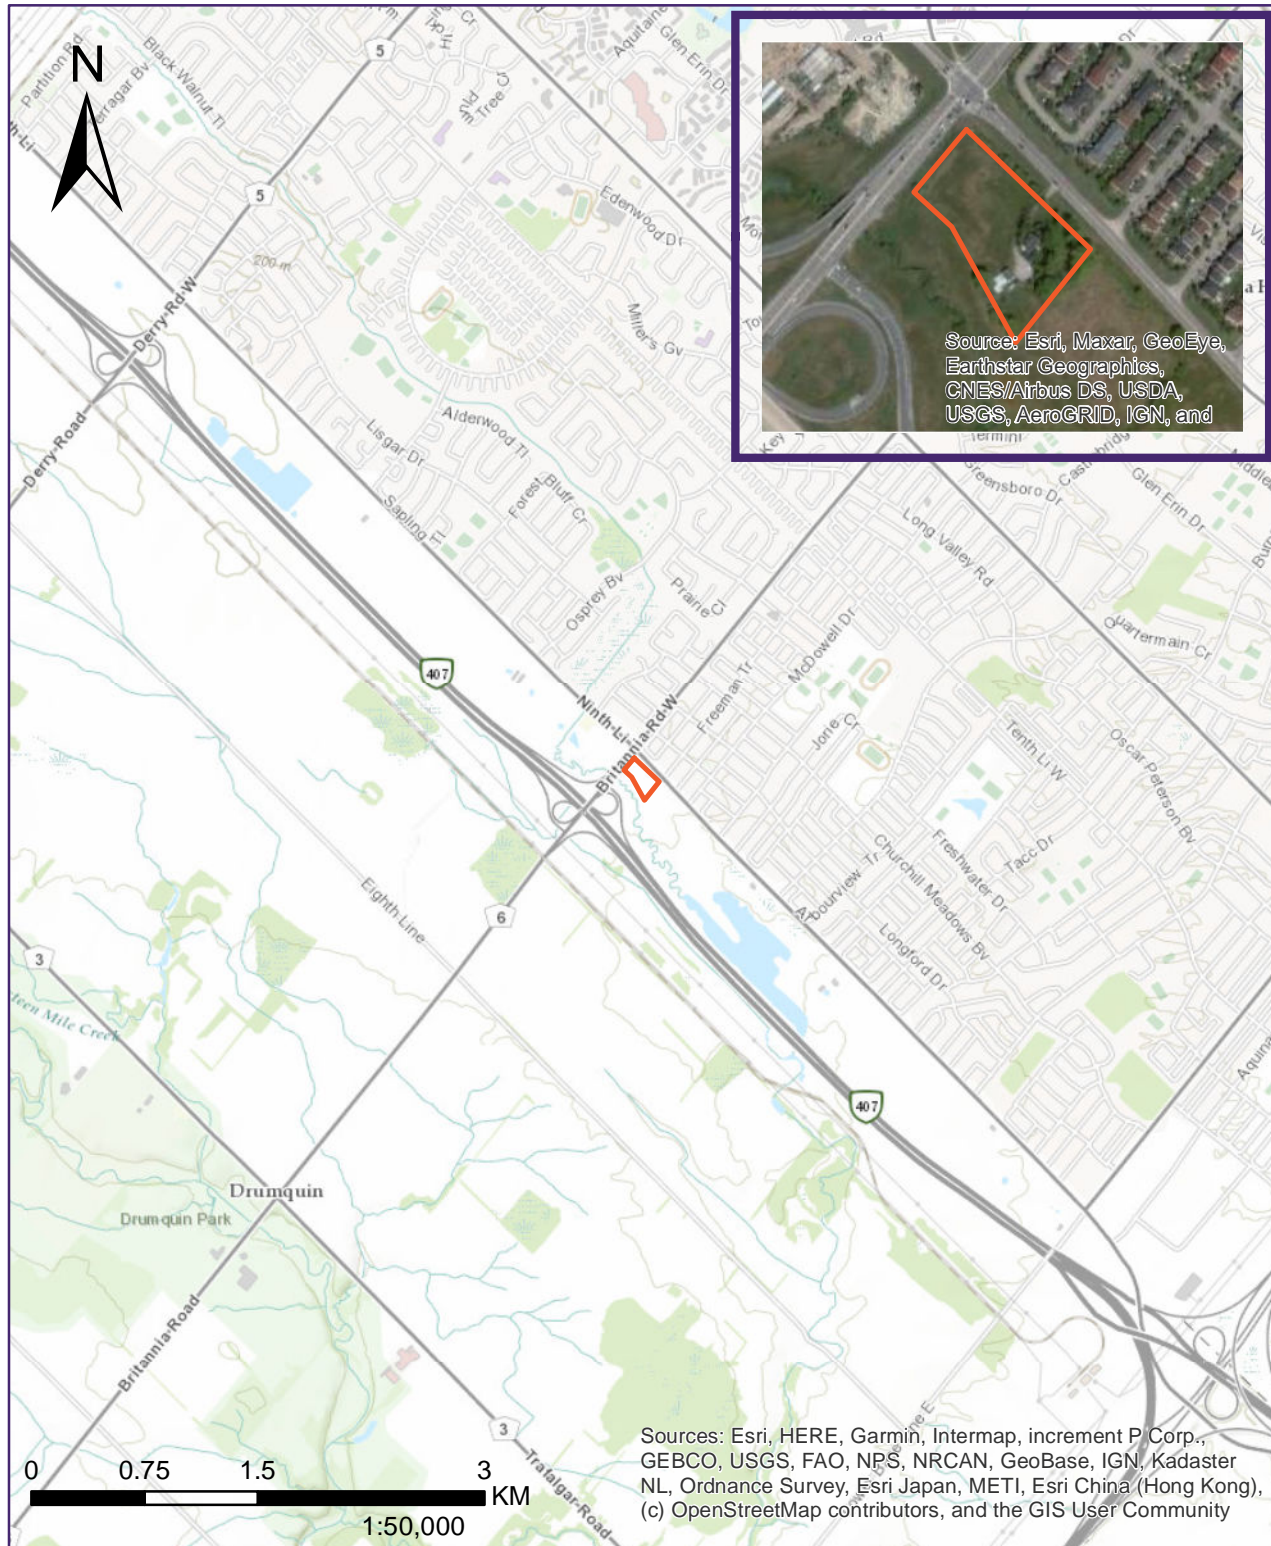 N
5
5
Partition Rd
Black Walnut Tl
Terragar Bv
Tree Cr
Aquitaine
Glen Erin Dr
Edenwood Dr
200 m
Derry-Rd-W
Miller's Gv
Derry-Road
Alderwood Tl
Lisgar Dr
Sapling Tl
Forest
Bluff Cr
Osprey Bv
Prairie Cl
Source: Esri, Maxar, GeoEye,
Earthstar Geographics,
CNES/Airbus DS, USDA,
USGS, AeroGRID, IGN, and
Key
Greensboro Dr
Glen Erin Dr
Long Valley Rd
Quartermain Cr
McDowell Dr
Freeman Tr
407
Ninth-Li
Britannia-Rd-W
Jone Cr
Tenth Li W
Oscar Peterson Bv
Freshwater Dr
Tacc Dr
Churchill Meadows Bv
Arbourview Tr
Longford Dr
Eighth Line
6
3
teen Mile Creek
407
Drumquin
Drumquin Park
Britannia-Road
3
Trafalgar-Road
0 0.75 1.5 3
KM
1:50,000
Sources: Esri, HERE, Garmin, Intermap, increment P Corp.,
GEBCO, USGS, FAO, NPS, NRCAN, GeoBase, IGN, Kadaster
NL, Ordnance Survey, Esri Japan, METI, Esri China (Hong Kong),
(c) OpenStreetMap contributors, and the GIS User Community